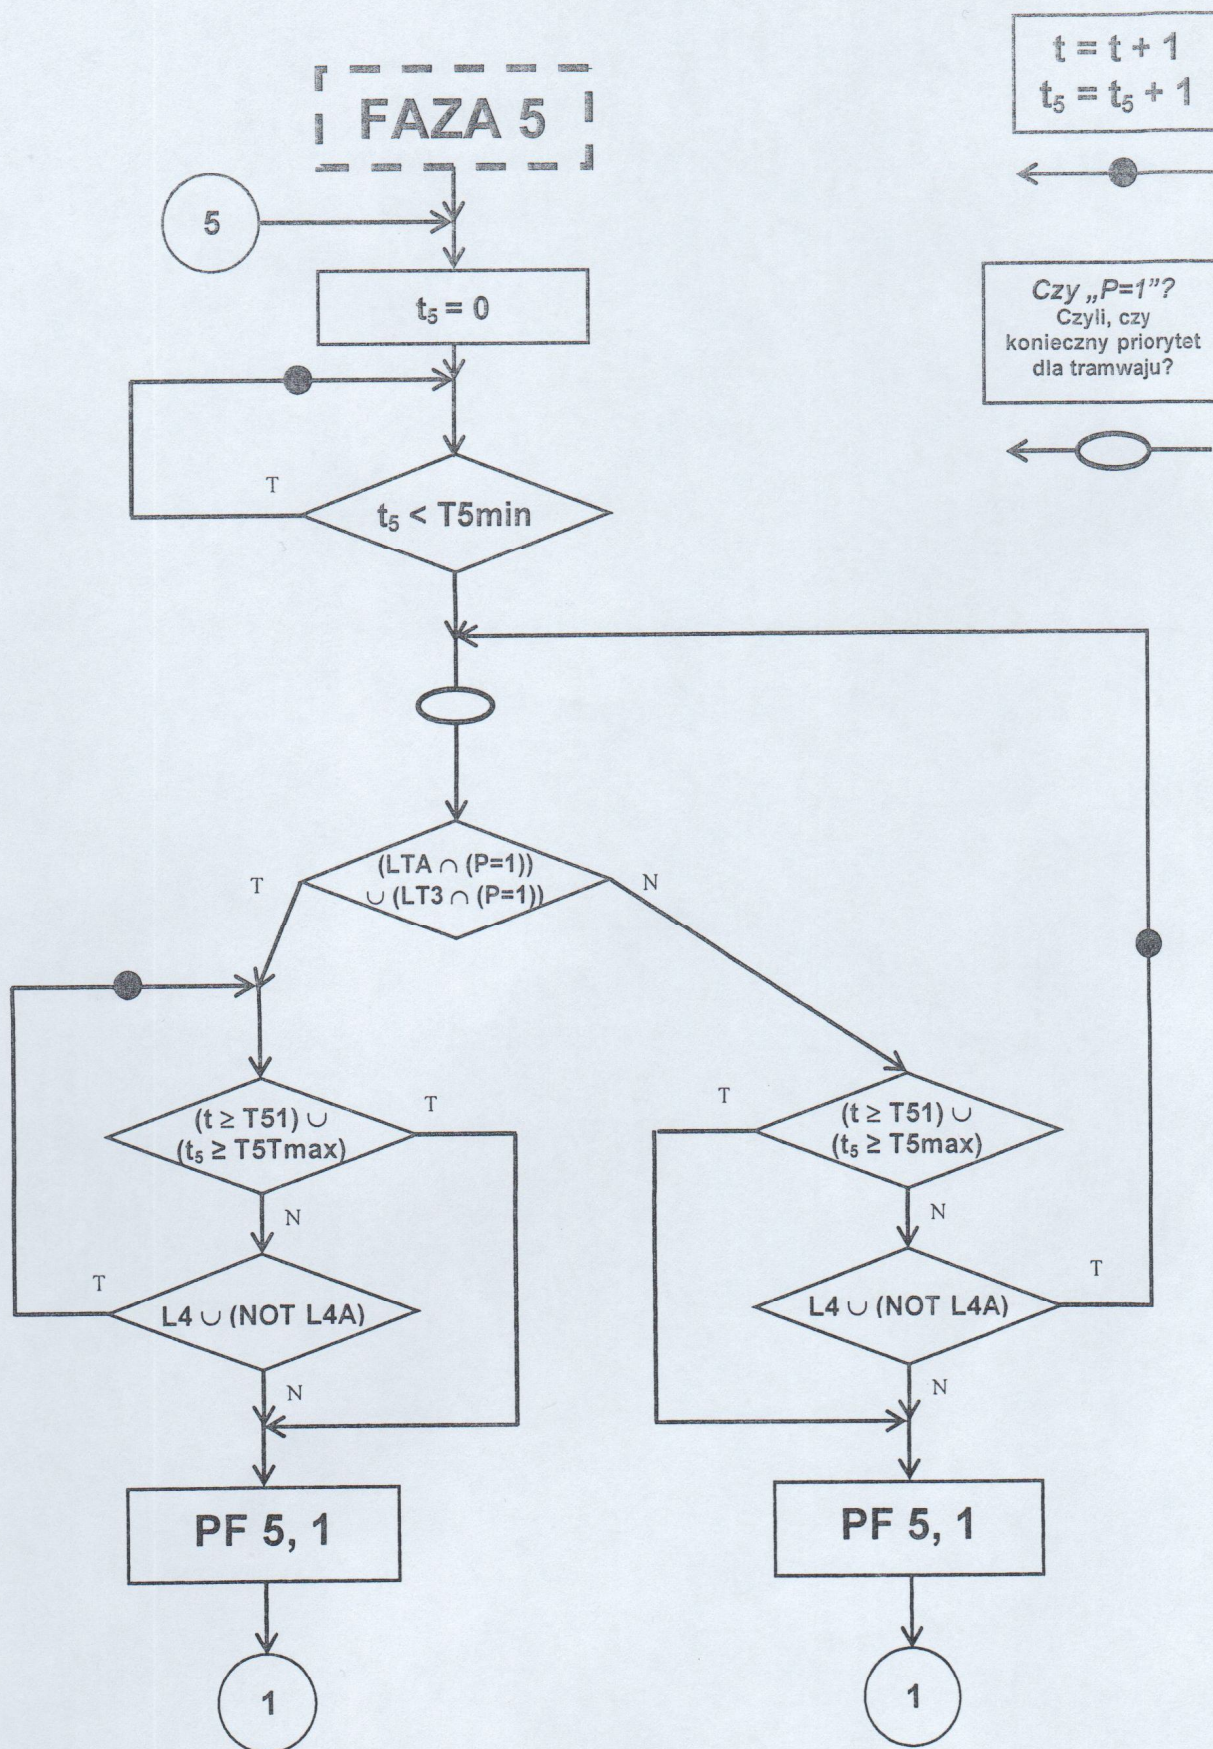 t = t + 1
t₅ = t₅ + 1
FAZA 5
5
t₅ = 0
Czy „P=1”?
Czyli, czy
konieczny priorytet
dla tramwaju?
T
t₅ < T5min
(LTA ∩ (P=1))
∪ (LT3 ∩ (P=1))
T
N
(t ≥ T51) ∪
(t₅ ≥ T5Tmax)
T
N
T
L4 ∪ (NOT L4A)
N
PF 5, 1
1
T
(t ≥ T51) ∪
(t₅ ≥ T5max)
N
L4 ∪ (NOT L4A)
T
N
PF 5, 1
1